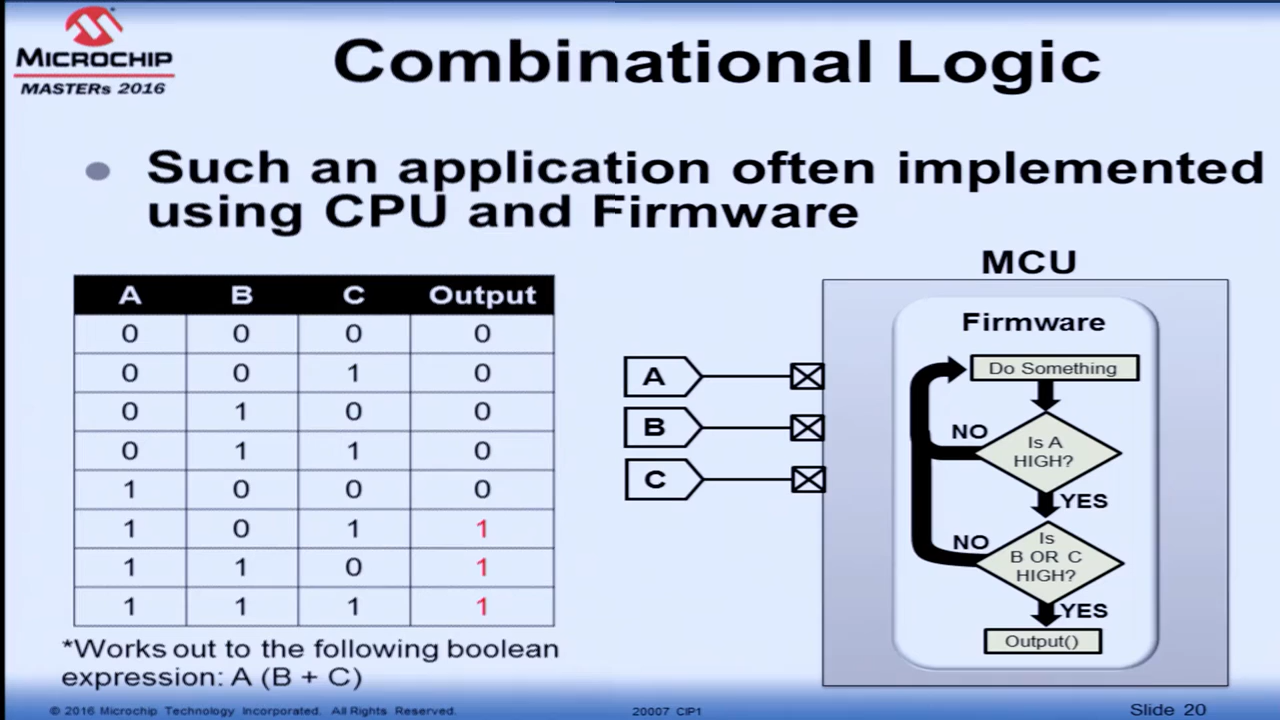 MICROCHIP
MASTERs 2016
Combinational Logic
Such an application often implemented
using CPU and Firmware
A B C Output
0 0 0 0
0 0 1 0
0 1 0 0
0 1 1 0
1 0 0 0
1 0 1 1
1 1 0 1
1 1 1 1
*Works out to the following boolean
expression: A (B + C)
A
B
C
MCU
Firmware
Do Something
NO
Is A
HIGH?
YES
NO
Is
B OR C
HIGH?
YES
Output()
© 2016 Microchip Technology Incorporated. All Rights Reserved.
20007 CIP1
Slide 20